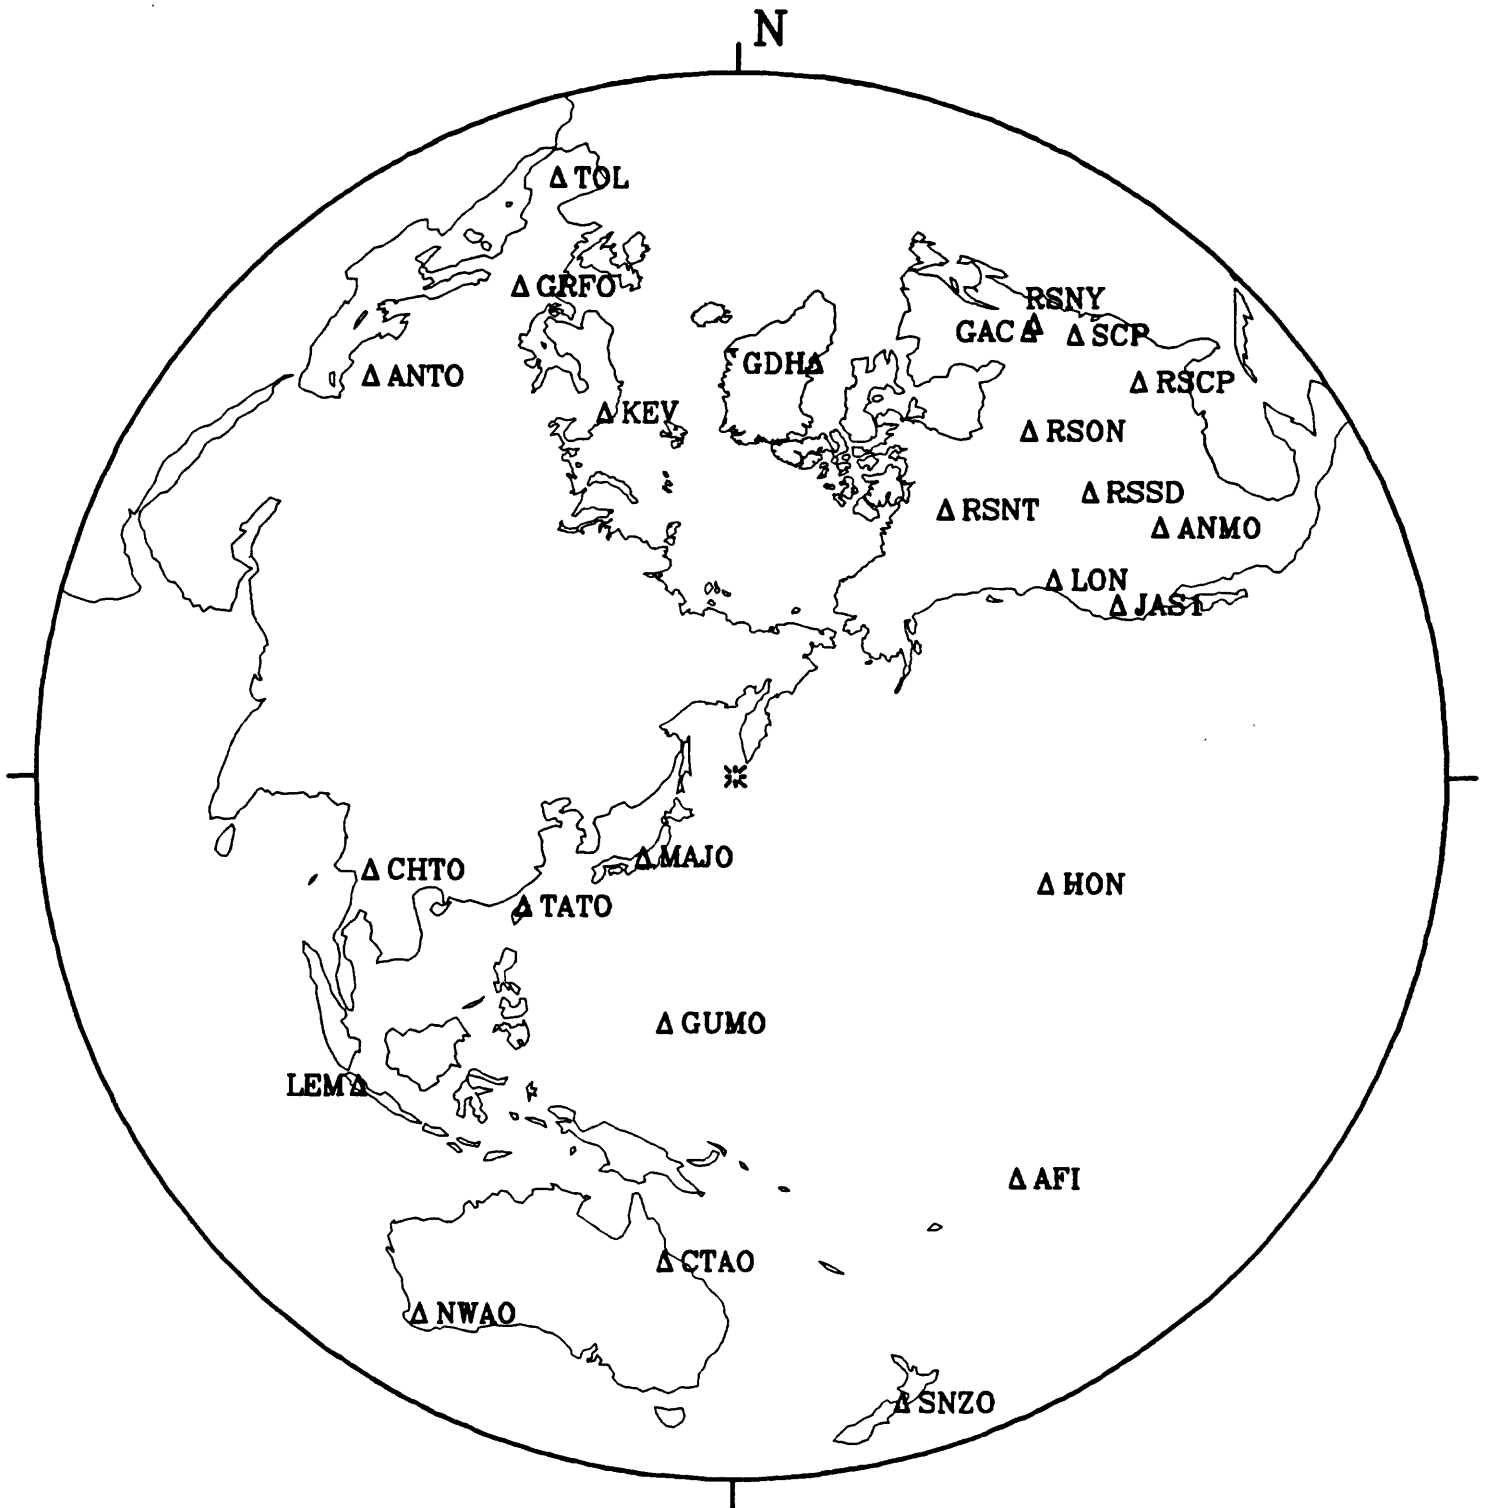 N
TOL
GRFO
RSNY
GAC
SCP
GDH
ANTO
RSCP
KEV
RSON
RSSD
RSNT
ANMO
LON
JAS1
MAJO
CHTO
HON
TATO
GUMO
LEM
AFI
CTAO
NWAO
SNZO